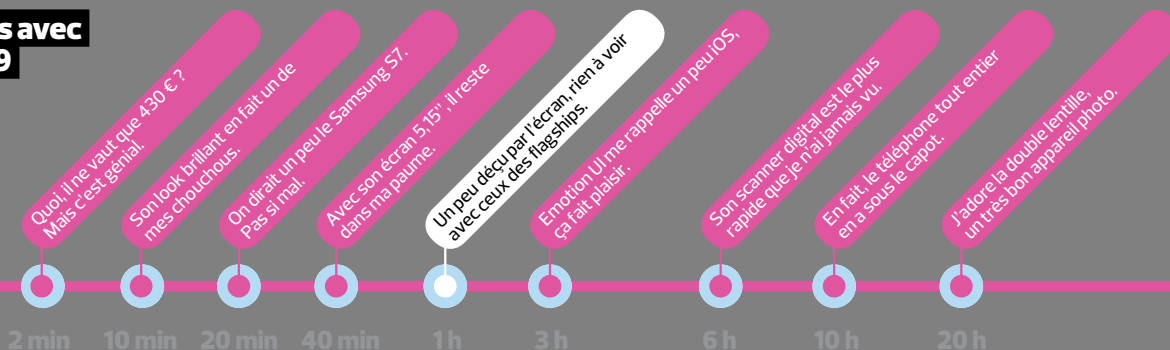 s avec
9
Quoi, il ne vaut que 430 € ?
Mais c'est génial.
Son look brillant en fait un de
mes chouchous.
On dirait un peu le Samsung S7.
Pas si mal.
Avec son écran 5,15'', il reste
dans ma paume.
Un peu déçu par l'écran, rien à voir
avec ceux des flagships.
Emotion UI me rappelle un peu iOS,
ça fait plaisir.
Son scanner digital est le plus
rapide que je n'ai jamais vu.
En fait, le téléphone tout entier
en a sous le capot.
J'adore la double lentille,
un très bon appareil photo.
2 min
10 min
20 min
40 min
1 h
3 h
6 h
10 h
20 h